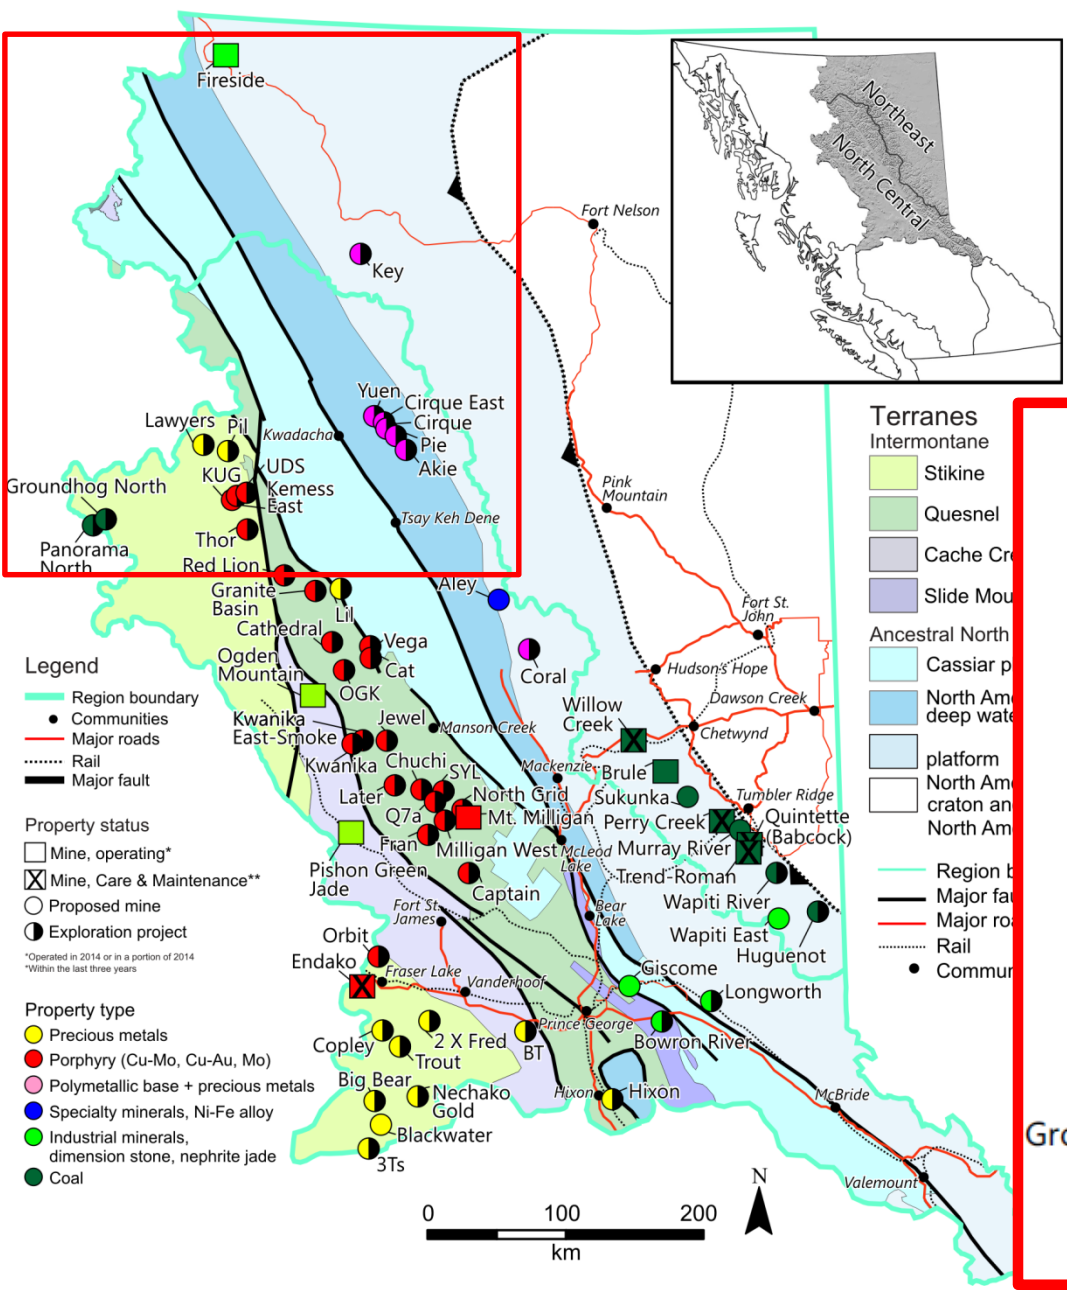 Fireside
Northeast
North Central
Fort Nelson
Key
Yuen
Cirque East
Cirque
Pie
Akie
Lawyers
Pil
Kwadacha
UDS
KUG
Kemess
East
Groundhog North
Panorama
North
Thor
Tsay Keh Dene
Pink
Mountain
Red Lion
Granite
Basin
Lil
Aley
Cathedral
Vega
Cat
Ogden
Mountain
OGK
Coral
Fort St.
John
Hudson's Hope
Dawson Creek
Chetwynd
Willow
Creek
Kwanika
East-Smoke
Jewel
Manson Creek
Kwanika
Chuchi
SYL
Mackenzie
Brule
Sukunka
Tumbler Ridge
Later
North Grid
Q7a
Mt. Milligan
Perry Creek
Quintette
(Babcock)
Fran
Milligan West
McLeod
Lake
Murray River
Trend-Roman
Pishon Green
Jade
Captain
Wapiti River
Fort St.
James
Bear
Lake
Wapiti East
Huguenot
Orbit
Endako
Fraser Lake
Vanderhoof
Giscome
Longworth
Prince George
Bowron River
Copley
2 X Fred
Trout
BT
Big Bear
Nechako
Gold
Hixon
Hixon
McBride
Blackwater
3Ts
Valemount
Terranes
Intermontane
Stikine
Quesnel
Cache Cre
Slide Mou
Ancestral North
Cassiar p
North Ame
deep wate
platform
North Ame
craton an
North Ame
Region b
Major fau
Major roa
Rail
Commun
Gro
Legend
Region boundary
Communities
Major roads
Rail
Major fault
Property status
Mine, operating*
Mine, Care & Maintenance**
Proposed mine
Exploration project
*Operated in 2014 or in a portion of 2014
*Within the last three years
Property type
Precious metals
Porphyry (Cu-Mo, Cu-Au, Mo)
Polymetallic base + precious metals
Specialty minerals, Ni-Fe alloy
Industrial minerals,
dimension stone, nephrite jade
Coal
0 100 200
km
N